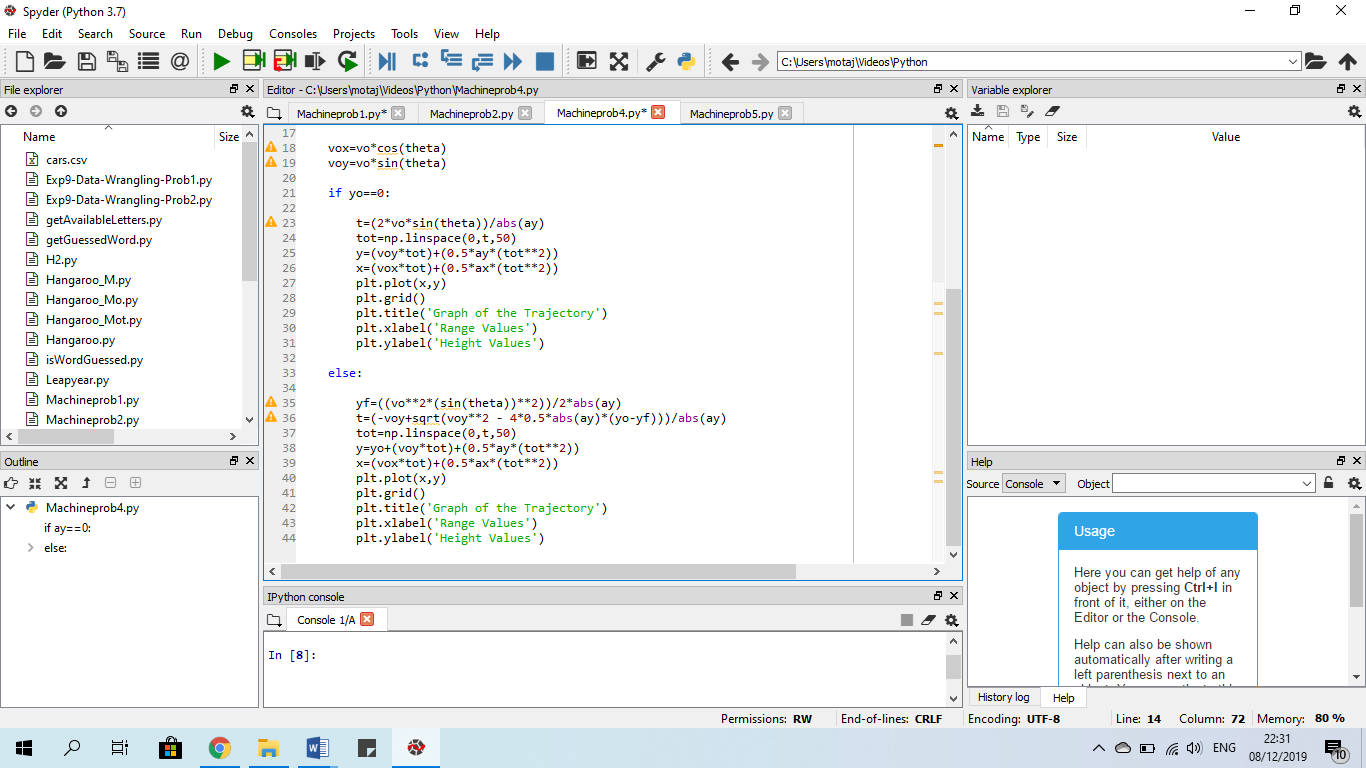 Spyder (Python 3.7)
File Edit Search Source Run Debug Consoles Projects Tools View Help
C:\Users\motaj\Videos\Python
File explorer
Name Size
cars.csv
Exp9-Data-Wrangling-Prob1.py
Exp9-Data-Wrangling-Prob2.py
getAvailableLetters.py
getGuessedWord.py
H2.py
Hangaroo_M.py
Hangaroo_Mo.py
Hangaroo_Mot.py
Hangaroo.py
isWordGuessed.py
Leapyear.py
Machineprob1.py
Machineprob2.py
Outline
Machineprob4.py
if ay==0:
else:
Editor - C:\Users\motaj\Videos\Python\Machineprob4.py
Machineprob1.py* Machineprob2.py Machineprob4.py* Machineprob5.py
17
18 vox=vo*cos(theta)
19 voy=vo*sin(theta)
20
21 if yo==0:
22
23 t=(2*vo*sin(theta))/abs(ay)
24 tot=np.linspace(0,t,50)
25 y=(voy*tot)+(0.5*ay*(tot**2))
26 x=(vox*tot)+(0.5*ax*(tot**2))
27 plt.plot(x,y)
28 plt.grid()
29 plt.title('Graph of the Trajectory')
30 plt.xlabel('Range Values')
31 plt.ylabel('Height Values')
32
33 else:
34
35 yf=((vo**2*(sin(theta))**2))/2*abs(ay)
36 t=(-voy+sqrt(voy**2 - 4*0.5*abs(ay)*(yo-yf)))/abs(ay)
37 tot=np.linspace(0,t,50)
38 y=yo+(voy*tot)+(0.5*ay*(tot**2))
39 x=(vox*tot)+(0.5*ax*(tot**2))
40 plt.plot(x,y)
41 plt.grid()
42 plt.title('Graph of the Trajectory')
43 plt.xlabel('Range Values')
44 plt.ylabel('Height Values')
IPython console
Console 1/A
In [8]:
Variable explorer
Name Type Size Value
Help
Source Console Object
Usage
Here you can get help of any
object by pressing Ctrl+I in
front of it, either on the
Editor or the Console.
Help can also be shown
automatically after writing a
left parenthesis next to an
History log Help
Permissions: RW End-of-lines: CRLF Encoding: UTF-8 Line: 14 Column: 72 Memory: 80 %
ENG
22:31
08/12/2019
10